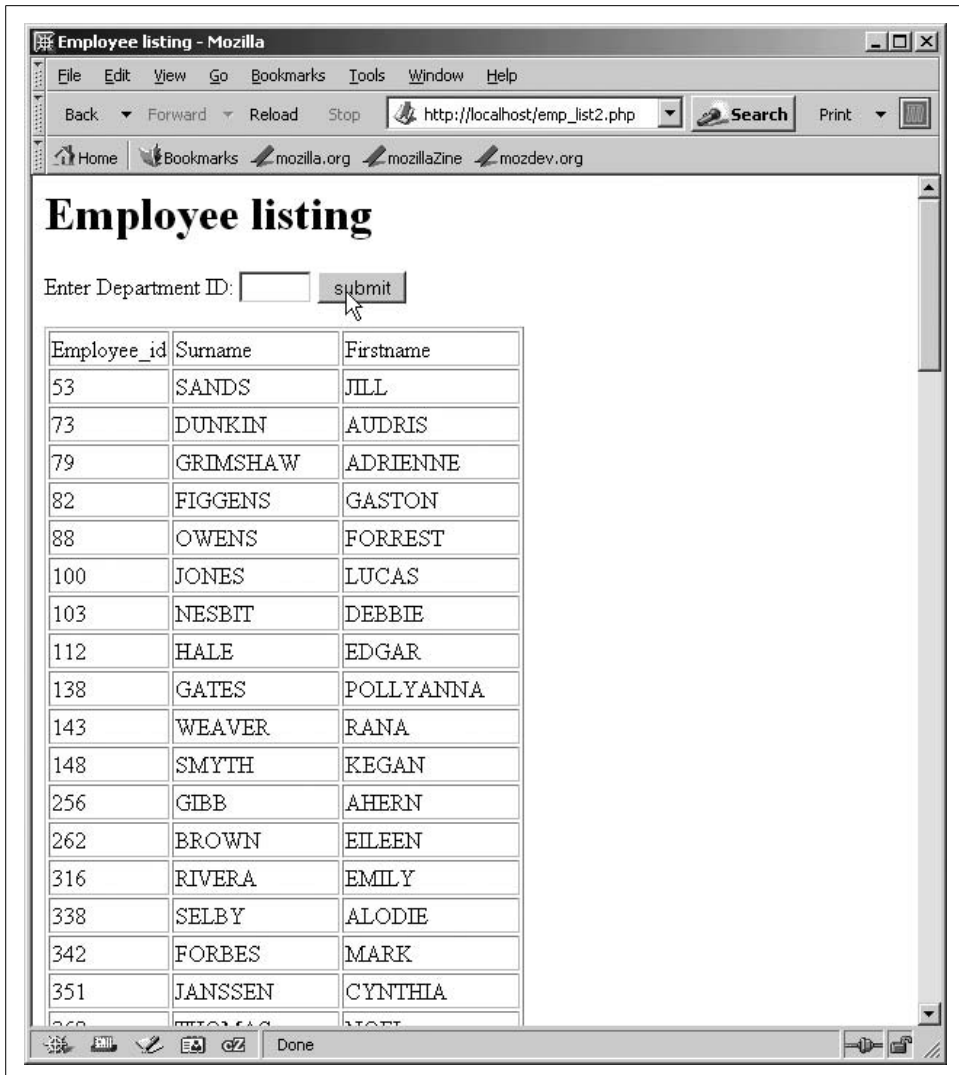 Employee listing - Mozilla
File Edit View Go Bookmarks Tools Window Help
Back Forward Reload Stop http://localhost/emp_list2.php Search Print
Home Bookmarks mozilla.org mozillaZine mozdev.org
Employee listing
Enter Department ID: submit
Employee_id Surname Firstname
53 SANDS JILL
73 DUNKIN AUDRIS
79 GRIMSHAW ADRIENNE
82 FIGGENS GASTON
88 OWENS FORREST
100 JONES LUCAS
103 NESBIT DEBBIE
112 HALE EDGAR
138 GATES POLLYANNA
143 WEAVER RANA
148 SMYTH KEGAN
256 GIBB AHERN
262 BROWN EILEEN
316 RIVERA EMILY
338 SELBY ALODIE
342 FORBES MARK
351 JANSSEN CYNTHIA
Done